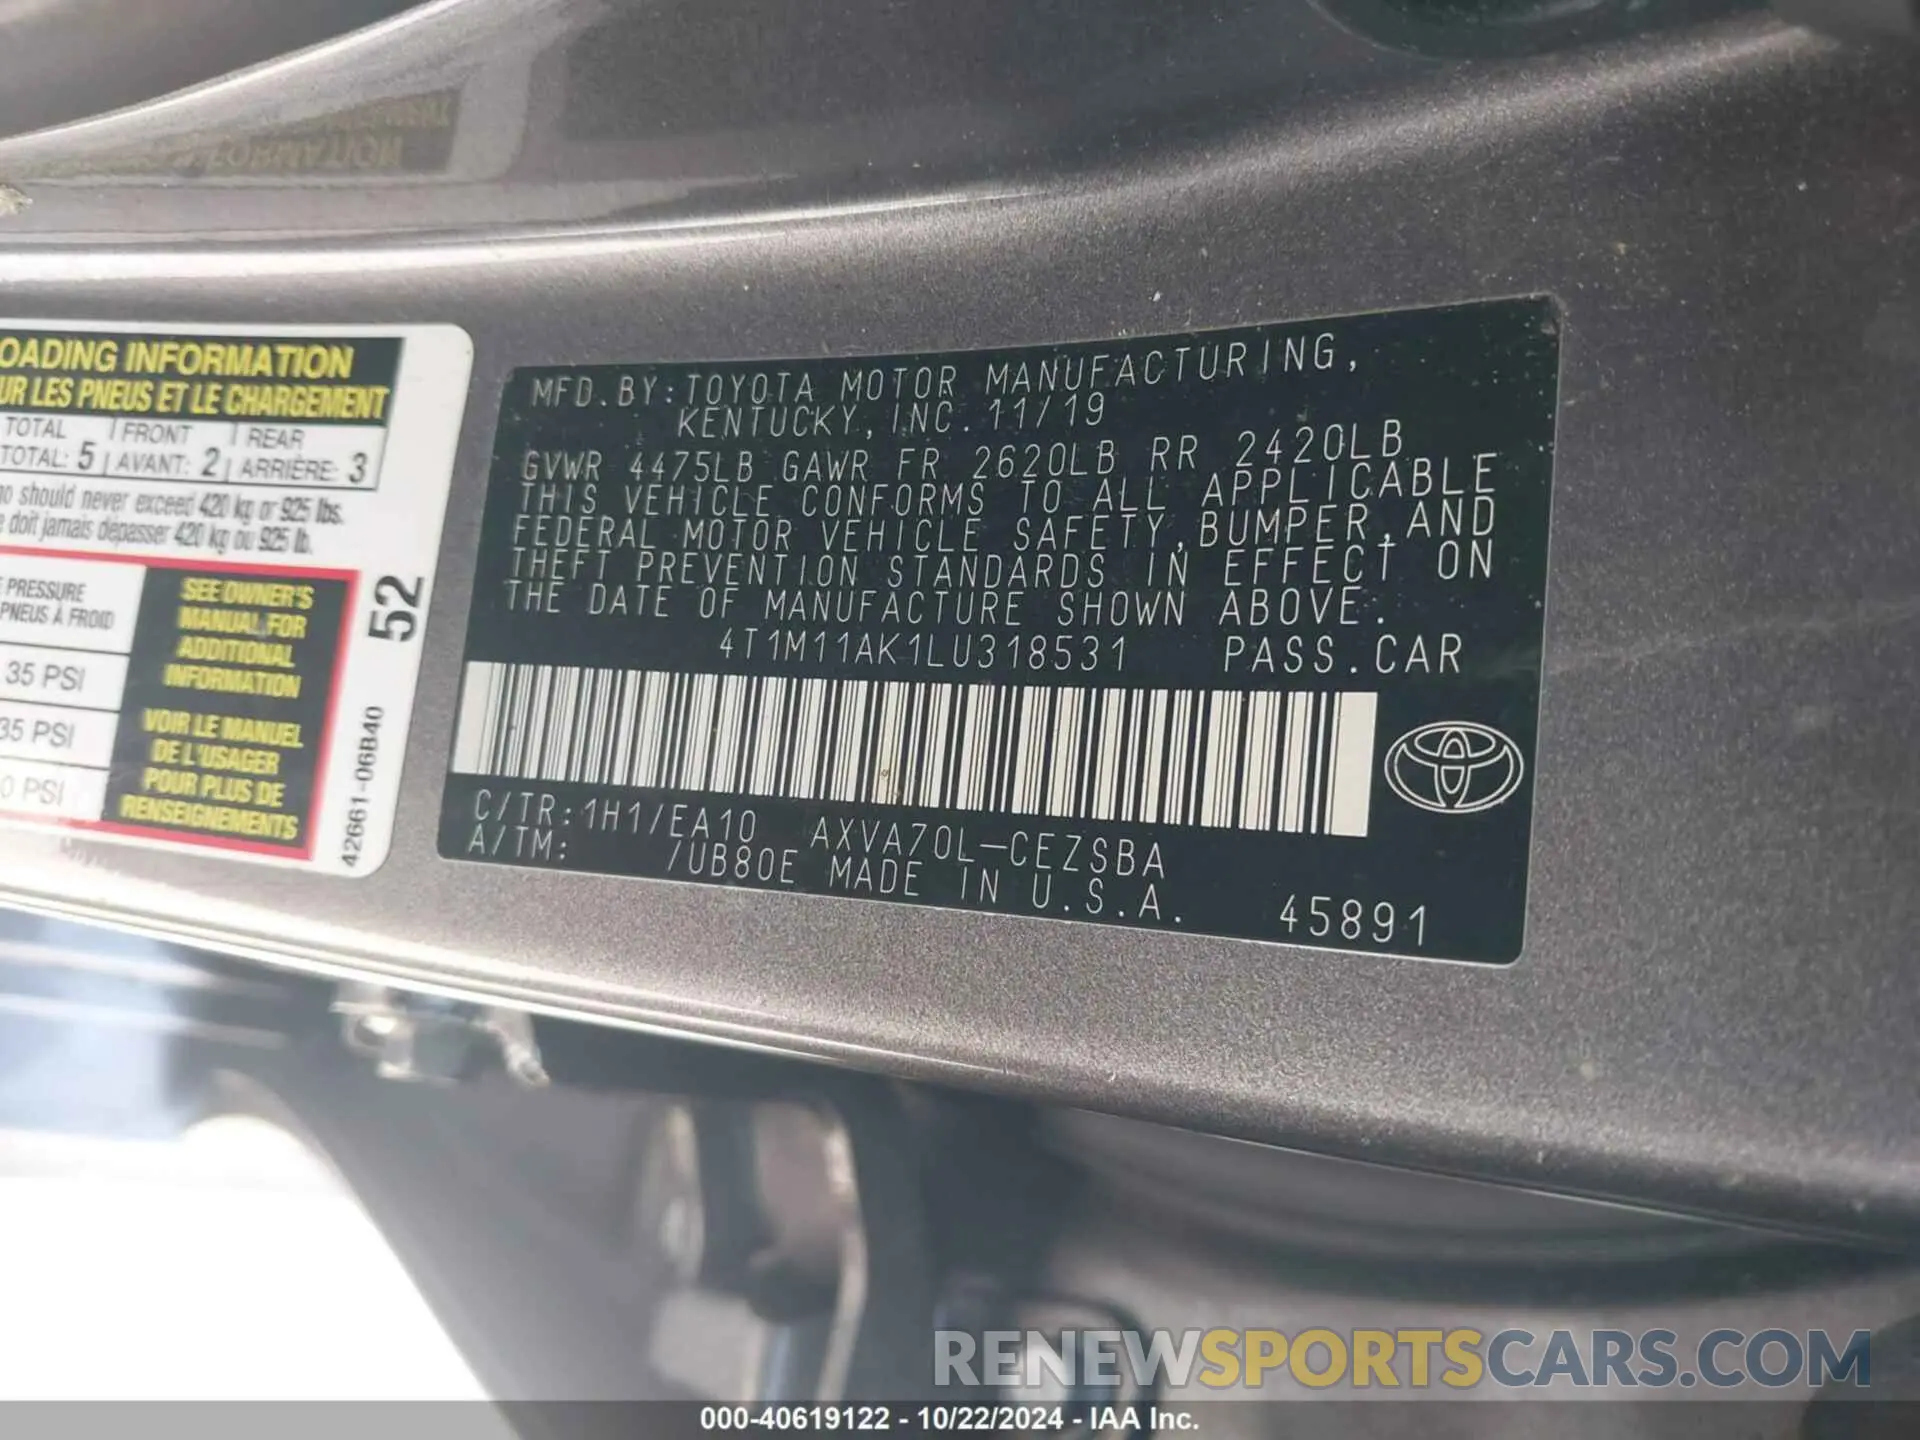 OADING INFORMATION
UR LES PNEUS ET LE CHARGEMENT
TOTAL FRONT REAR
TOTAL: 5 AVANT: 2 ARRIÈRE: 3
should never exceed 420 kg or 925 lbs.
doit jamais dépasser 420 kg ou 925 lb.
PRESSURE
PNEUS À FROID
35 PSI
35 PSI
0 PSI
SEE OWNER'S
MANUAL FOR
ADDITIONAL
INFORMATION
VOIR LE MANUEL
DE L'USAGER
POUR PLUS DE
RENSEIGNEMENTS
52
42661-06B40
MFD. BY: TOYOTA MOTOR MANUFACTURING,
KENTUCKY, INC. 11/19
GVWR 4475LB GAWR FR 2620LB RR 2420LB
THIS VEHICLE CONFORMS TO ALL APPLICABLE
FEDERAL MOTOR VEHICLE SAFETY, BUMPER, AND
THEFT PREVENTION STANDARDS IN EFFECT ON
THE DATE OF MANUFACTURE SHOWN ABOVE.
4T1M11AK1LU318531 PASS. CAR
C/TR: 1H1/EA10 AXVA70L-CEZSBA
A/TM: /UB80E MADE IN U.S.A.
45891
RENEWSPORTSCARS.COM
000-40619122 - 10/22/2024 - IAA Inc.